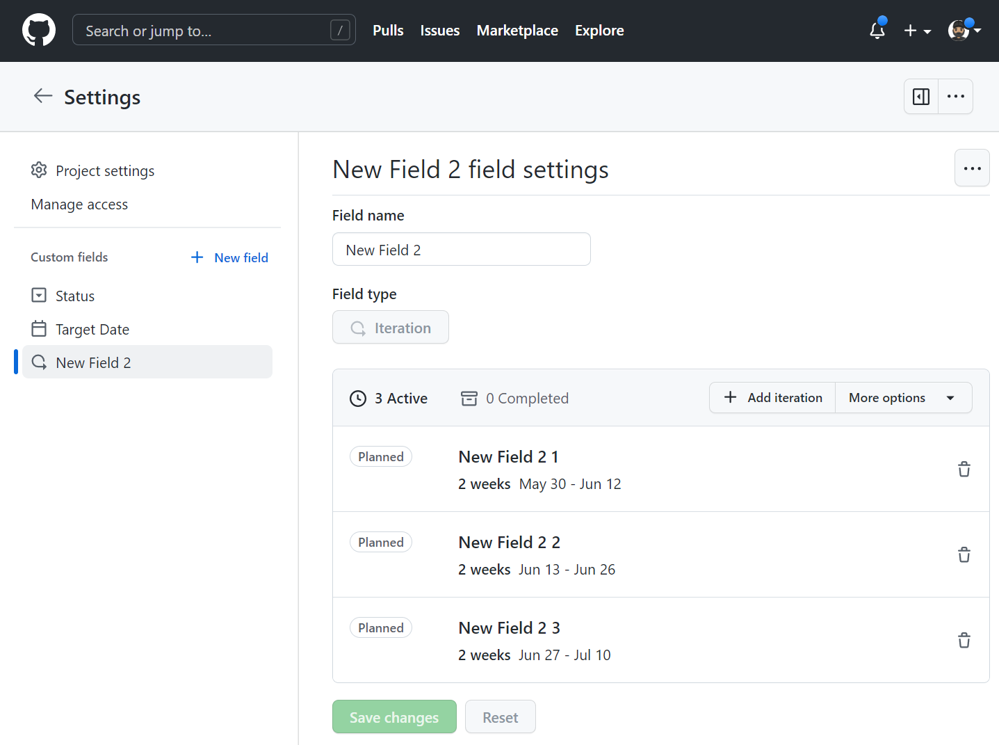 Search or jump to... /
Pulls Issues Marketplace Explore
Settings
Project settings
Manage access
Custom fields
New field
Status
Target Date
New Field 2
New Field 2 field settings
Field name
New Field 2
Field type
Iteration
3 Active 0 Completed Add iteration More options
Planned New Field 2 1
2 weeks May 30 - Jun 12
Planned New Field 2 2
2 weeks Jun 13 - Jun 26
Planned New Field 2 3
2 weeks Jun 27 - Jul 10
Save changes Reset